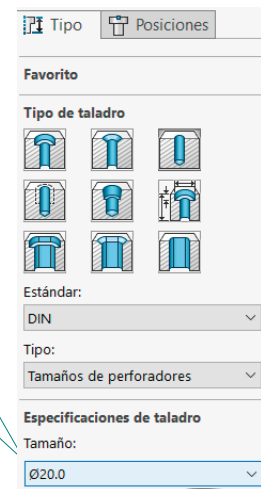 Tipo Posiciones
Favorito
Tipo de taladro
Estándar:
DIN
Tipo:
Tamaños de perforadores
Especificaciones de taladro
Tamaño:
Ø20.0